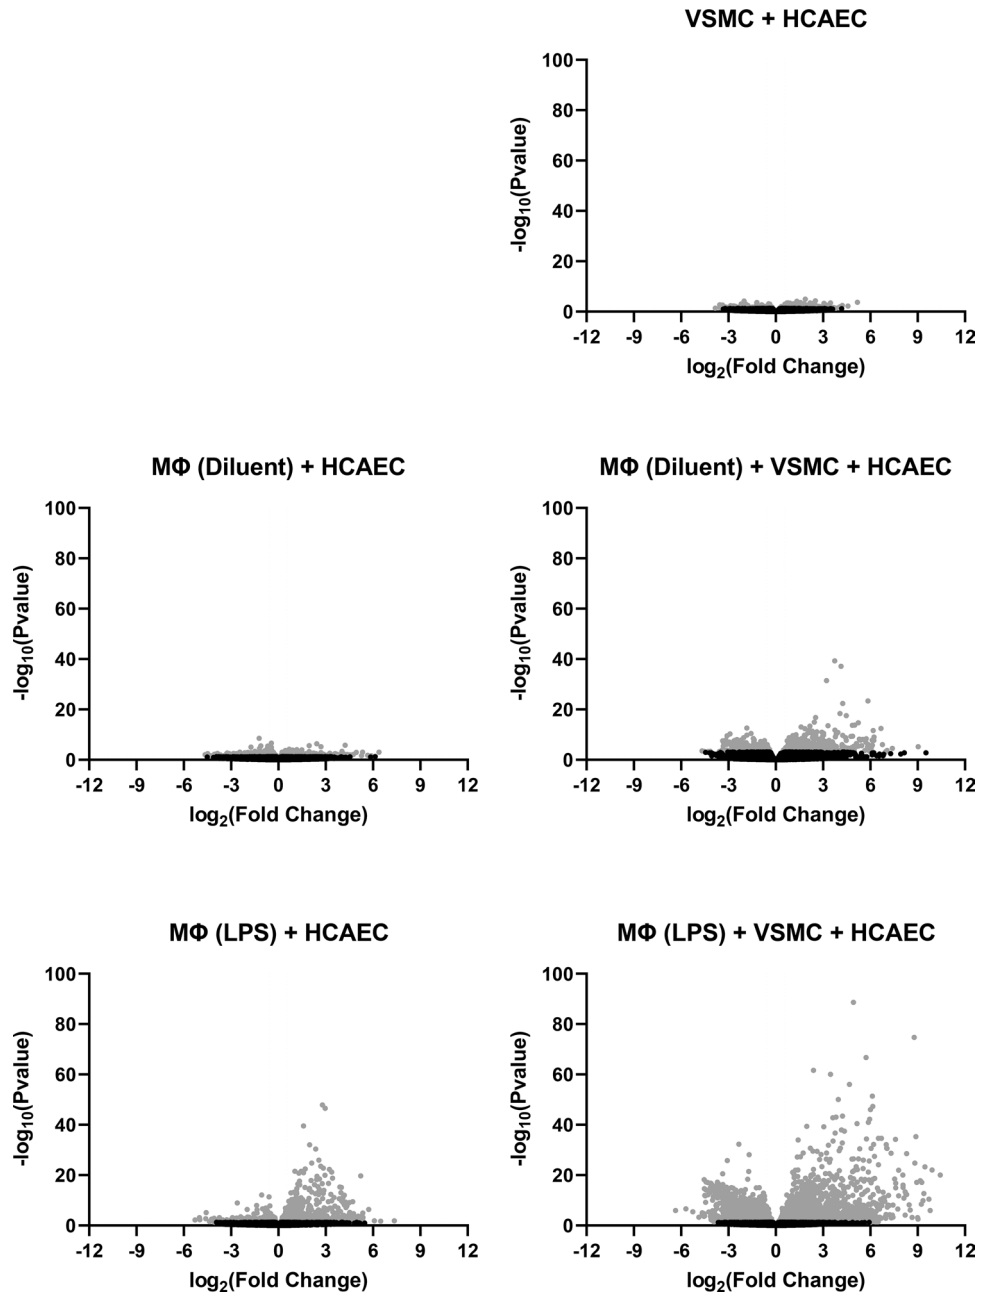 VSMC + HCAEC
100
80
60
40
20
0
-log10(Pvalue)
-12 -9 -6 -3 0 3 6 9 12
log2(Fold Change)
MΦ (Diluent) + HCAEC
100
80
60
40
20
0
-log10(Pvalue)
-12 -9 -6 -3 0 3 6 9 12
log2(Fold Change)
MΦ (Diluent) + VSMC + HCAEC
100
80
60
40
20
0
-log10(Pvalue)
-12 -9 -6 -3 0 3 6 9 12
log2(Fold Change)
MΦ (LPS) + HCAEC
100
80
60
40
20
0
-log10(Pvalue)
-12 -9 -6 -3 0 3 6 9 12
log2(Fold Change)
MΦ (LPS) + VSMC + HCAEC
100
80
60
40
20
0
-log10(Pvalue)
-12 -9 -6 -3 0 3 6 9 12
log2(Fold Change)